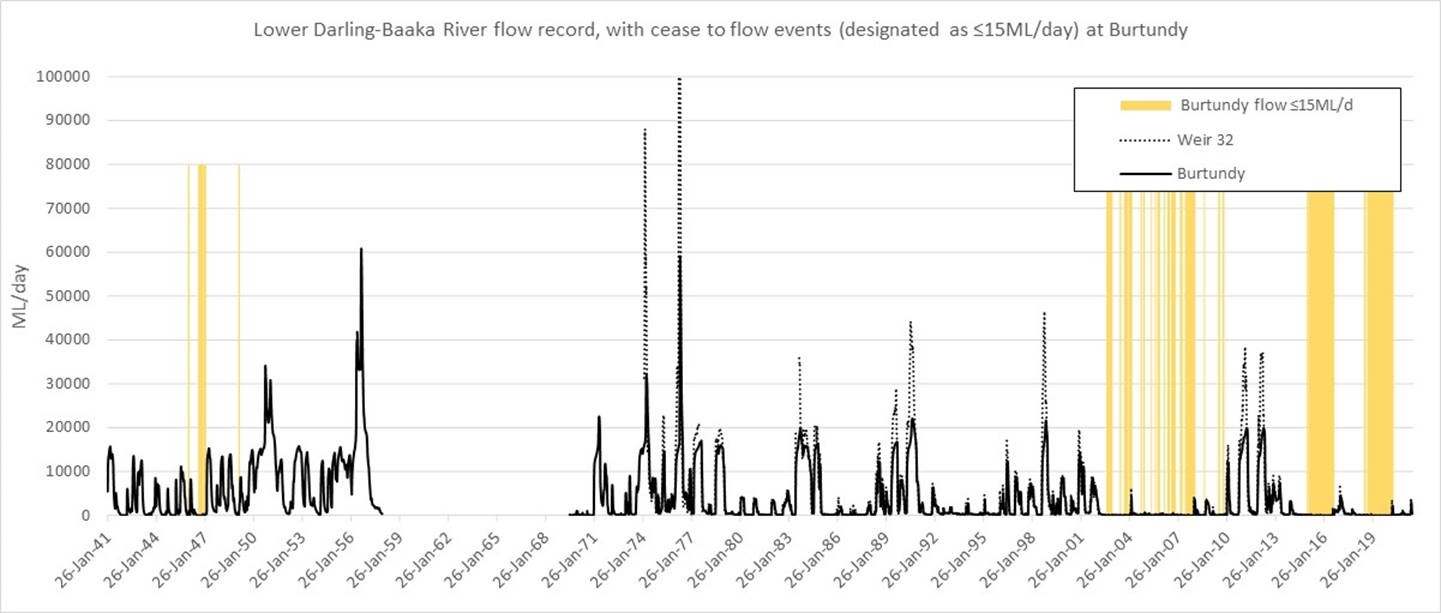 Lower Darling-Baaka River flow record, with cease to flow events (designated as ≤15ML/day) at Burtundy
100000
90000
80000
70000
60000
50000
40000
30000
20000
10000
0
ML/day
Burtundy flow ≤15ML/d
Weir 32
Burtundy
26-Jan-41
26-Jan-44
26-Jan-47
26-Jan-50
26-Jan-53
26-Jan-56
26-Jan-59
26-Jan-62
26-Jan-65
26-Jan-68
26-Jan-71
26-Jan-74
26-Jan-77
26-Jan-80
26-Jan-83
26-Jan-86
26-Jan-89
26-Jan-92
26-Jan-95
26-Jan-98
26-Jan-01
26-Jan-04
26-Jan-07
26-Jan-10
26-Jan-13
26-Jan-16
26-Jan-19